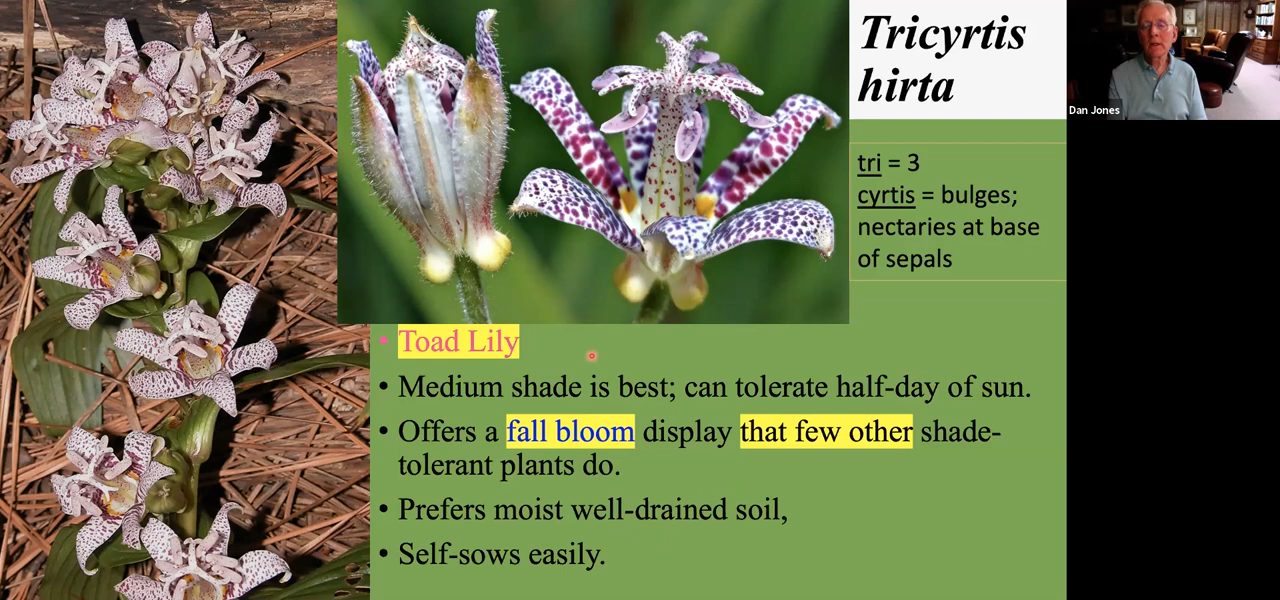 Tricyrtis
hirta
Dan Jones
tri = 3
cyrtis = bulges;
nectaries at base
of sepals
• Toad Lily
• Medium shade is best; can tolerate half-day of sun.
• Offers a fall bloom display that few other shade-
tolerant plants do.
• Prefers moist well-drained soil,
• Self-sows easily.